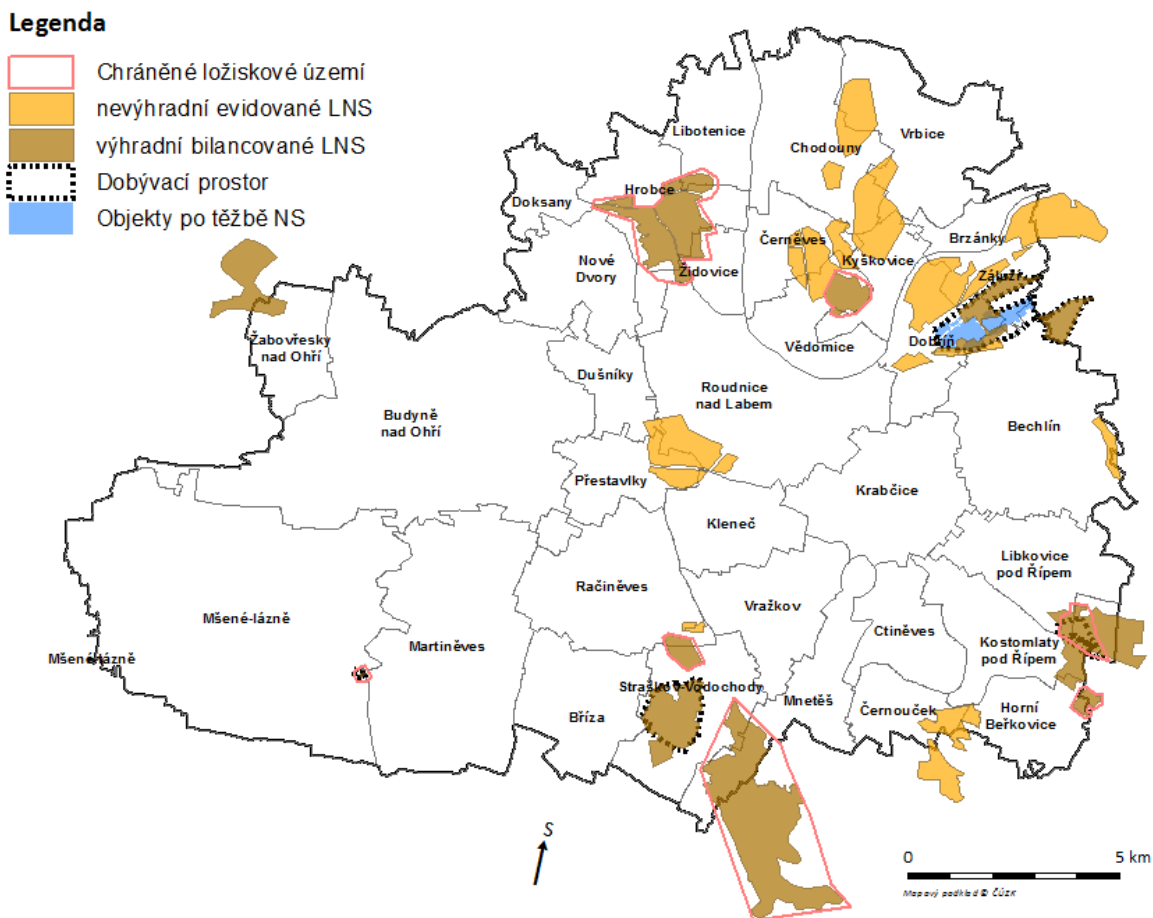 Legenda
Chráněné ložiskové území
nevýhradní evidované LNS
výhradní bilancované LNS
Dobývací prostor
Objekty po těžbě NS
Libotenice
Vrbice
Chodouny
Hrobce
Doksany
Brzánky
Černěves
Kyškovice
Nové
Dvory
Židovice
Záluží
Žabovřesky
nad Ohří
Vědomice
Dobříň
Dušníky
Roudnice
nad Labem
Budyně
nad Ohří
Bechlín
Přestavlky
Krabčice
Kleneč
Libkovice
pod Řípem
Račiněves
Vražkov
Mšené-lázně
Martiněves
Ctiněves
Kostomlaty
pod Řípem
Mšené-lázně
Straškov-Vodochody
Mnetěš
Černouček
Horní
Beřkovice
Bříza
S
0 5 km
Mapový podklad © ČÚZK